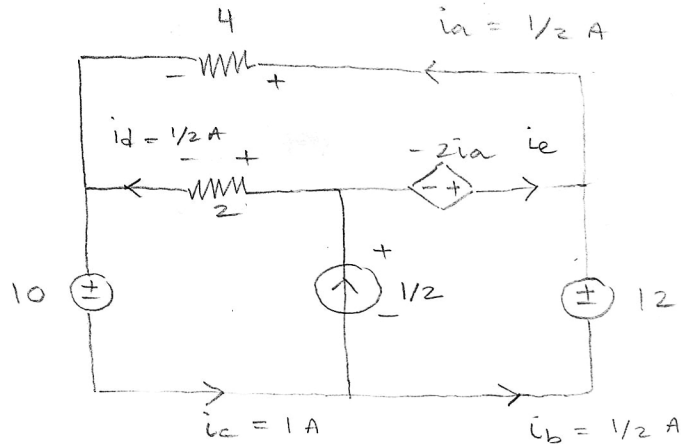 4
ia = 1/2 A
- +
id = 1/2 A
- +
- 2ia
ie
- +
2
+
10
±
1/2
-
±
12
ic = 1 A
ib = 1/2 A